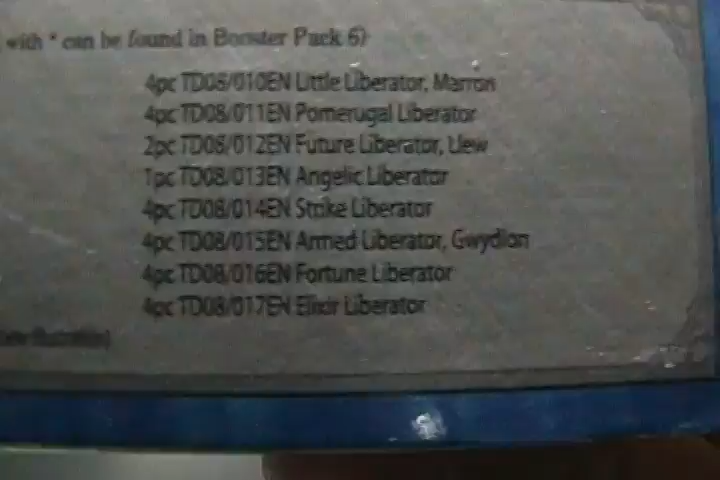 with * can be found in Booster Pack 6)
4pc TD08/010EN Little Liberator, Marron
4pc TD08/011EN Pomerugal Liberator
2pc TD08/012EN Future Liberator, Llew
1pc TD08/013EN Angelic Liberator
4pc TD08/014EN Strike Liberator
4pc TD08/015EN Armed Liberator, Gwydion
4pc TD08/016EN Fortune Liberator
4pc TD08/017EN Elixir Liberator
illustration)